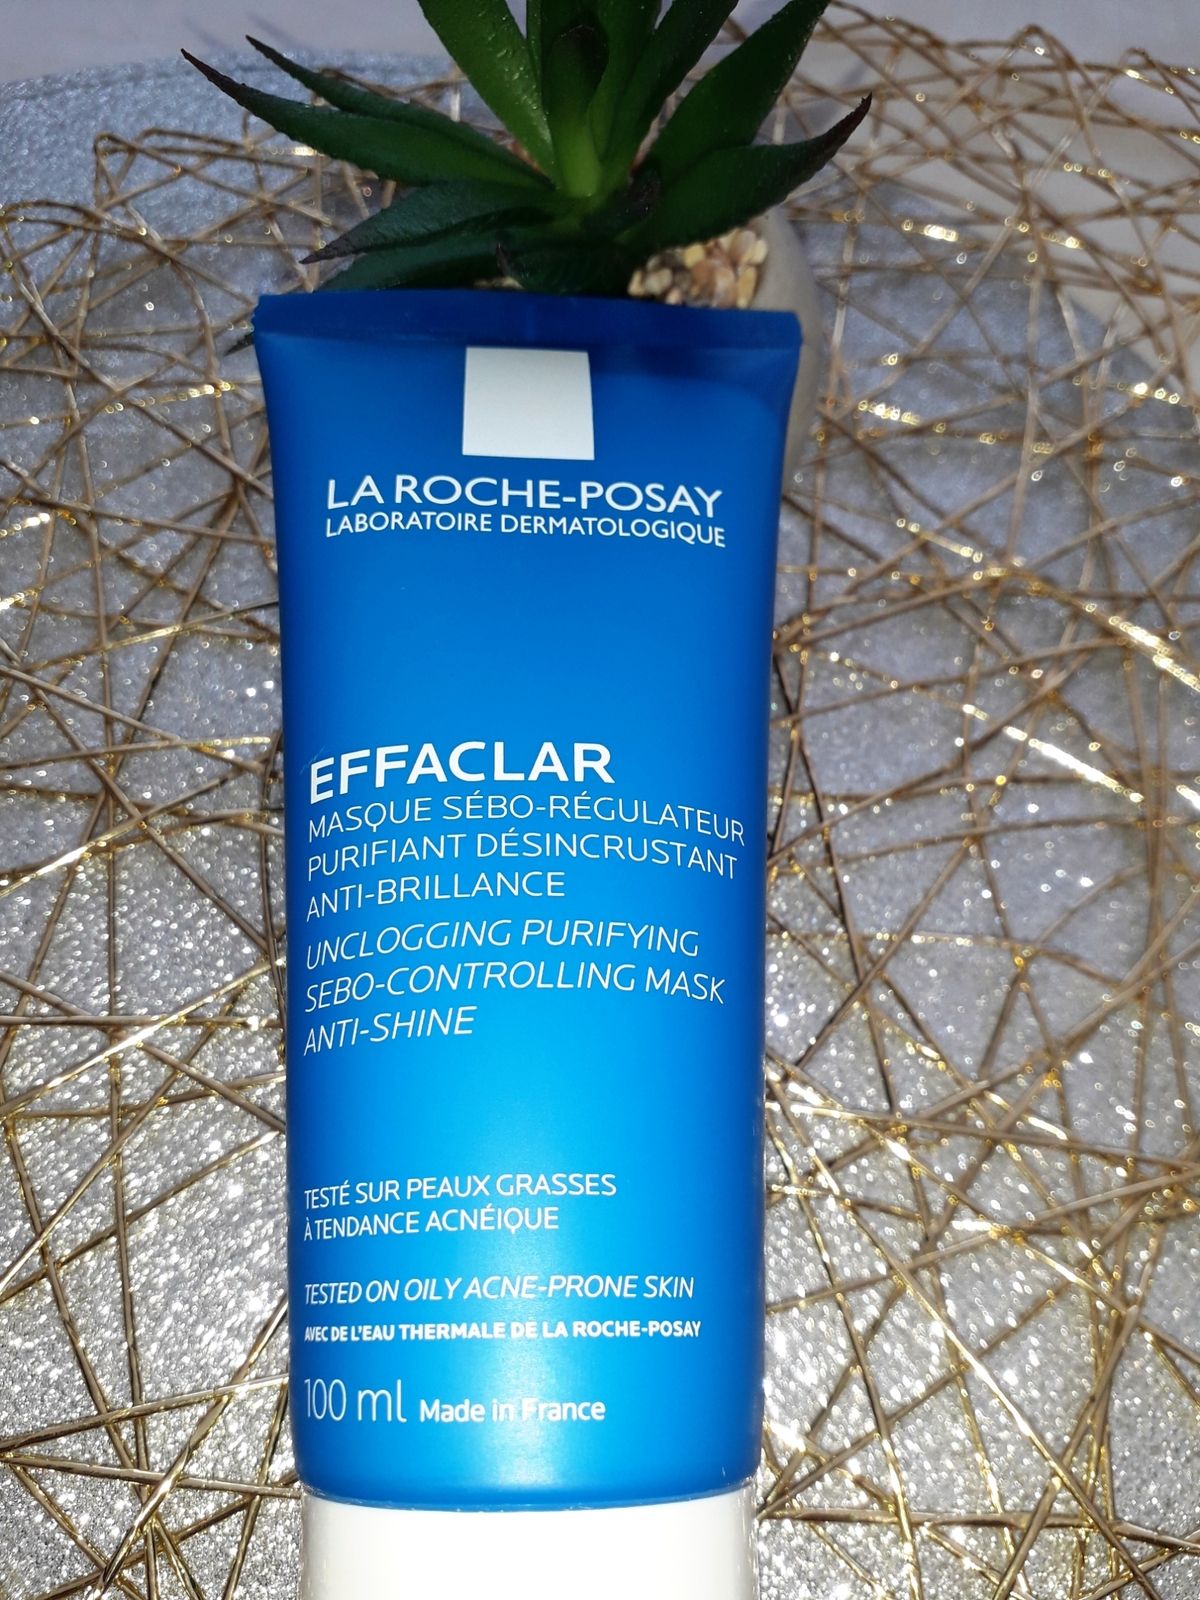 LA ROCHE-POSAY
LABORATOIRE DERMATOLOGIQUE
EFFACLAR
MASQUE SÉBO-RÉGULATEUR
PURIFIANT DÉSINCRUSTANT
ANTI-BRILLANCE
UNCLOGGING PURIFYING
SEBO-CONTROLLING MASK
ANTI-SHINE
TESTÉ SUR PEAUX GRASSES
À TENDANCE ACNÉIQUE
TESTED ON OILY ACNE-PRONE SKIN
AVEC DE L'EAU THERMALE DE LA ROCHE-POSAY
100 ml Made in France